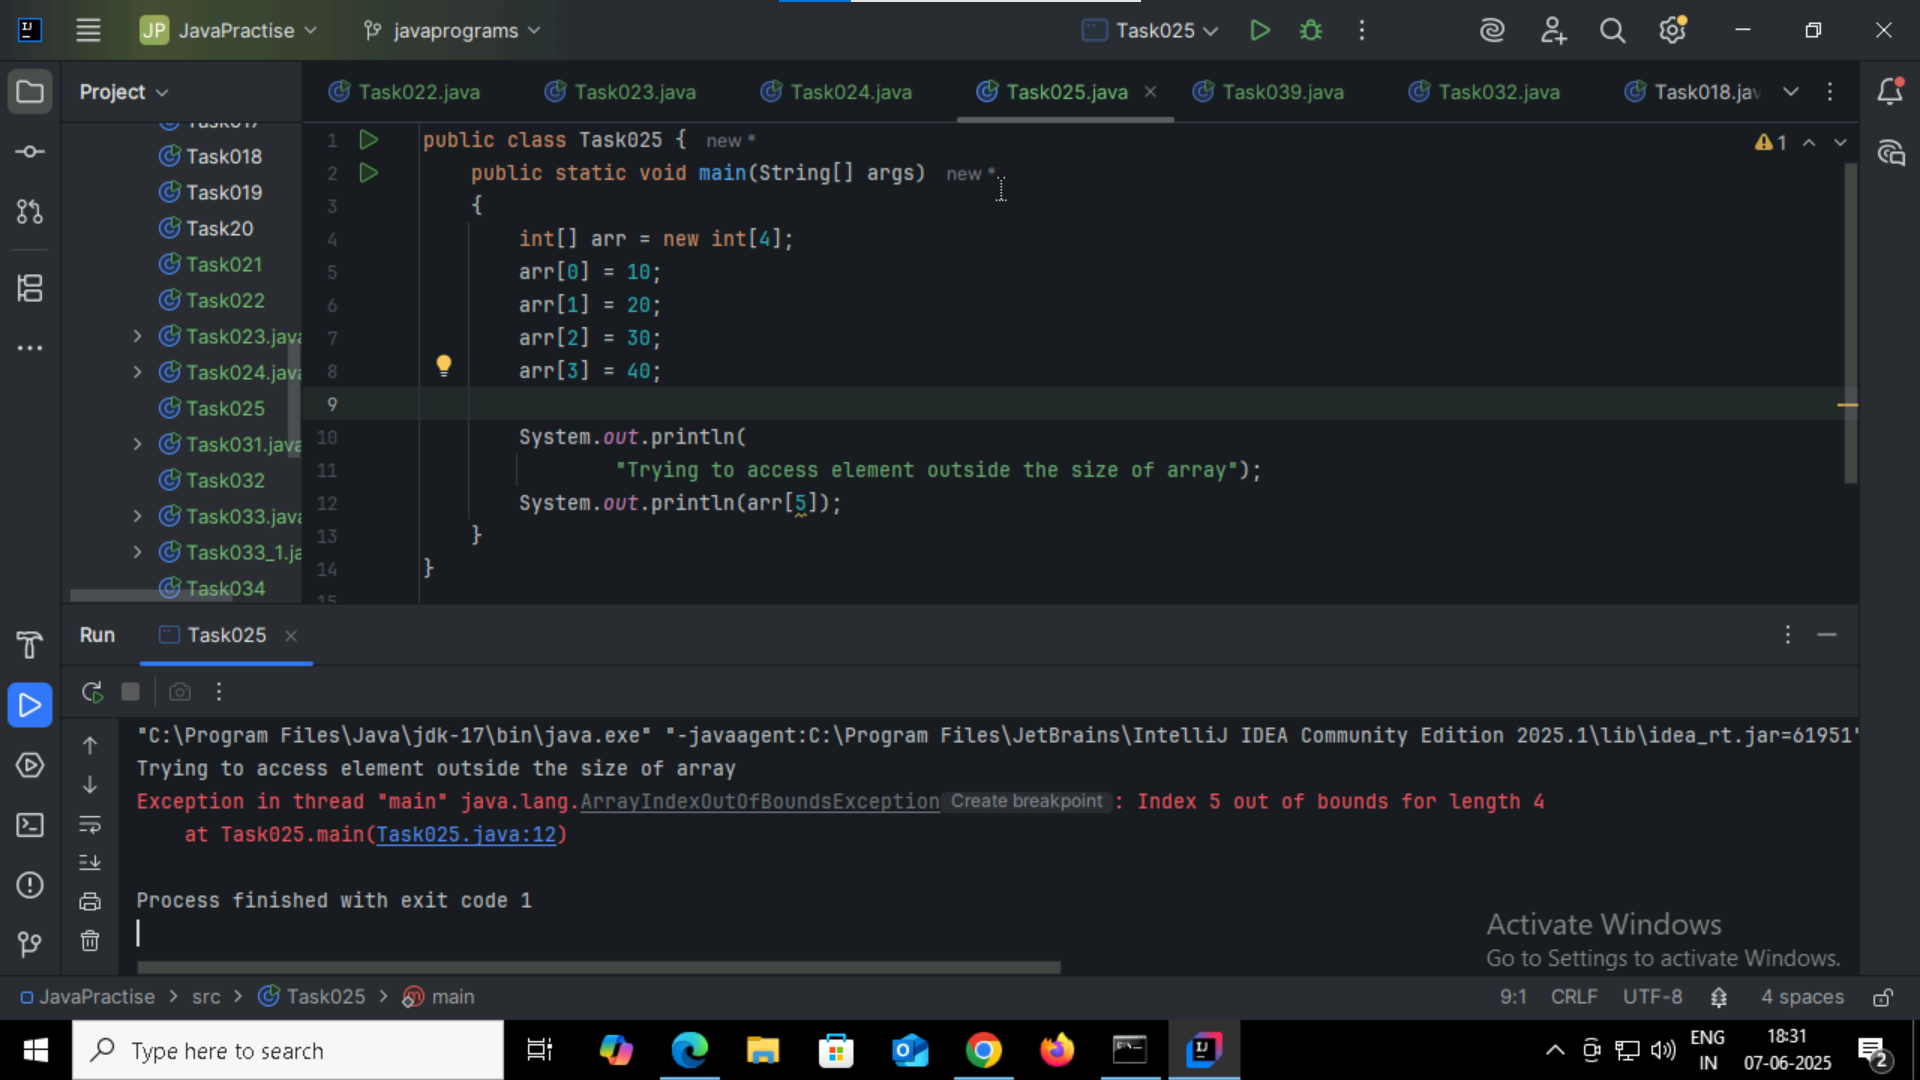 JP JavaPractise javaprograms Task025
Project Task022.java Task023.java Task024.java Task025.java Task039.java Task032.java Task018.jav
Task017
Task018
Task019
Task20
Task021
Task022
Task023.java
Task024.java
Task025
Task031.java
Task032
Task033.java
Task033_1.ja
Task034
1 public class Task025 { new *
2 public static void main(String[] args) new *
3 {
4 int[] arr = new int[4];
5 arr[0] = 10;
6 arr[1] = 20;
7 arr[2] = 30;
8 arr[3] = 40;
9
10 System.out.println(
11 "Trying to access element outside the size of array");
12 System.out.println(arr[5]);
13 }
14 }
15
1
Run Task025
"C:\Program Files\Java\jdk-17\bin\java.exe" "-javaagent:C:\Program Files\JetBrains\IntelliJ IDEA Community Edition 2025.1\lib\idea_rt.jar=61951"
Trying to access element outside the size of array
Exception in thread "main" java.lang.ArrayIndexOutOfBoundsException Create breakpoint : Index 5 out of bounds for length 4
at Task025.main(Task025.java:12)
Process finished with exit code 1
Activate Windows
Go to Settings to activate Windows.
JavaPractise > src > Task025 > main 9:1 CRLF UTF-8 4 spaces
Type here to search
ENG
IN
18:31
07-06-2025
2